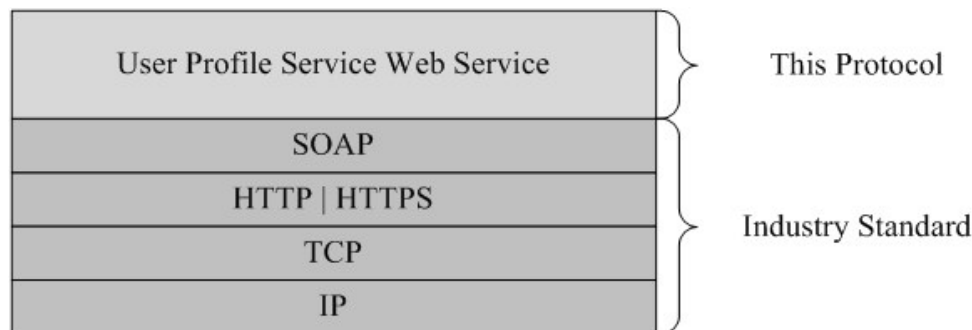 User Profile Service Web Service
This Protocol
SOAP
HTTP | HTTPS
Industry Standard
TCP
IP